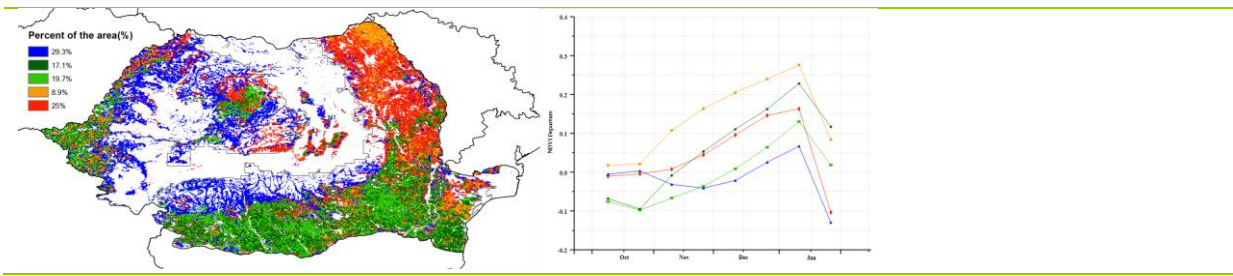 Percent of the area(%)
29.3%
17.1%
19.7%
8.9%
25%
NDVI Departure
0.4
0.3
0.2
0.1
0.0
-0.1
-0.2
Oct
Nov
Dec
Jan